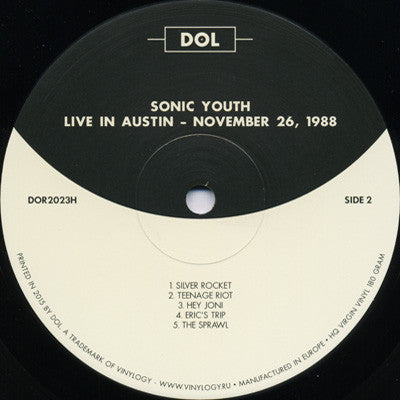 DOL
SONIC YOUTH
LIVE IN AUSTIN – NOVEMBER 26, 1988
DOR2023H
SIDE 2
1. SILVER ROCKET
2. TEENAGE RIOT
3. HEY JONI
4. ERIC'S TRIP
5. THE SPRAWL
PRINTED IN 2015 BY DOL, A TRADEMARK OF VINYLOGY - WWW.VINYLOGY.RU • MANUFACTURED IN EUROPE • HQ VIRGIN VINYL 180 GRAM